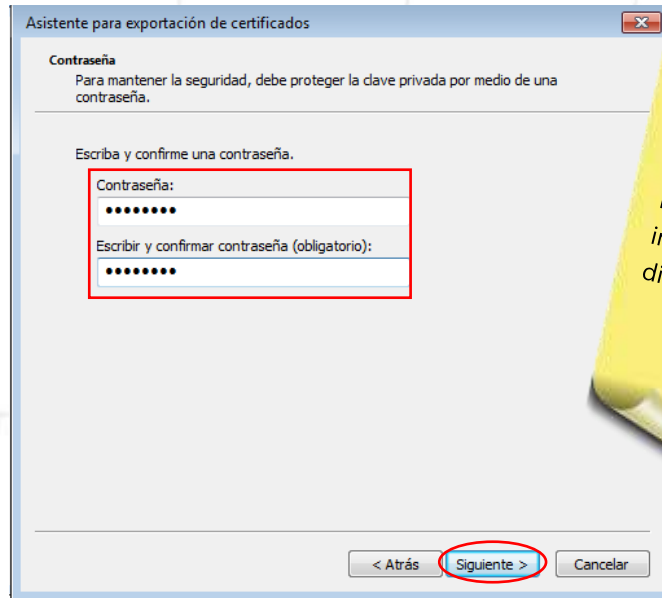 Asistente para exportación de certificados
Contraseña
Para mantener la seguridad, debe proteger la clave privada por medio de una
contraseña.
Escriba y confirme una contraseña.
Contraseña:
••••••••
Escribir y confirmar contraseña (obligatorio):
••••••••
< Atrás Siguiente > Cancelar